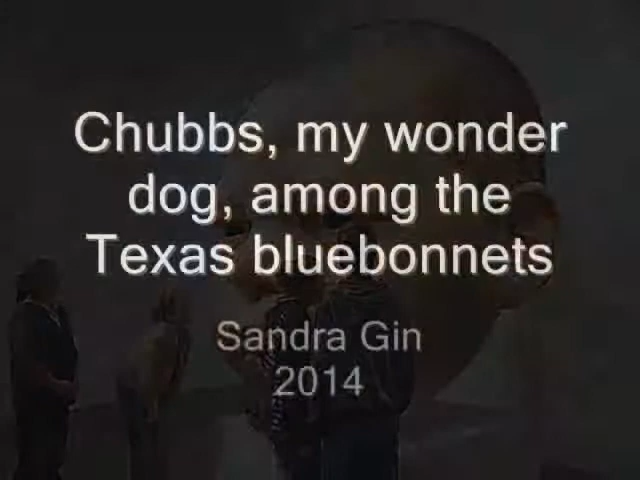 Chubbs, my wonder
dog, among the
Texas bluebonnets
Sandra Gin
2014